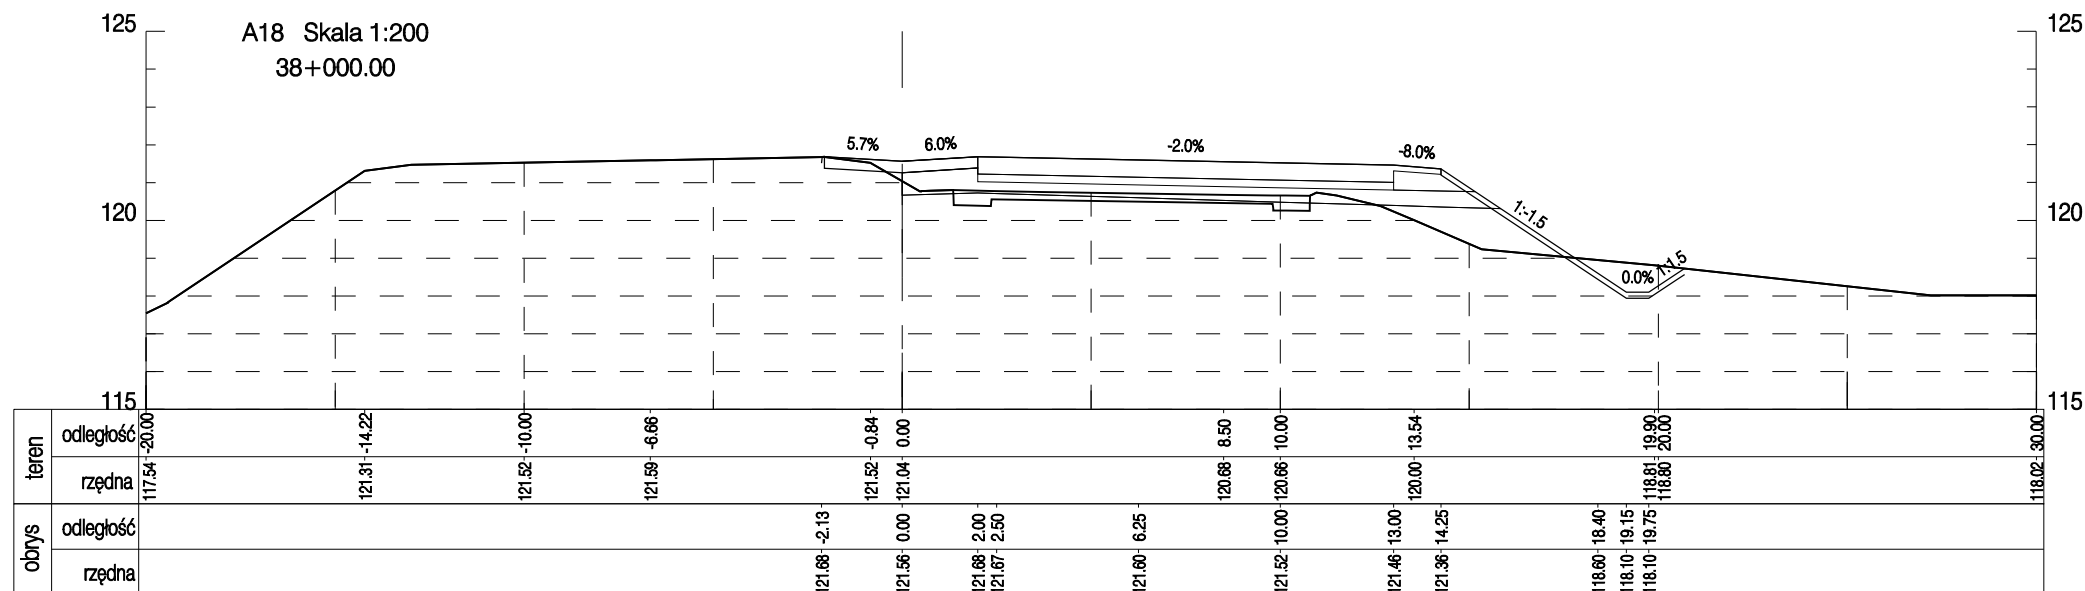 125 A18 Skala 1:200 125
38+000.00
5.7% 6.0% -2.0% -8.0%
120 1:-1.5 120
0.0% 1:1.5
115 115
teren
odległość -20.00 -14.22 -10.00 -6.66 -0.84 0.00 8.50 10.00 13.54 19.90 20.00 30.00
rzędna 117.54 121.31 121.52 121.59 121.52 121.04 120.68 120.66 120.00 118.81 118.80 118.02
obrys
odległość -2.13 0.00 2.00 2.50 6.25 10.00 13.00 14.25 18.40 19.15 19.75
rzędna 121.68 121.56 121.68 121.67 121.60 121.52 121.46 121.36 118.60 118.10 118.10